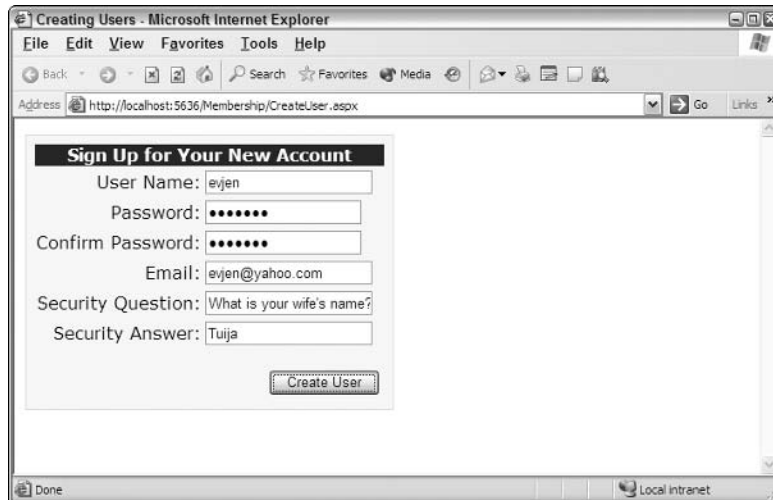 Creating Users - Microsoft Internet Explorer
File Edit View Favorites Tools Help
Back Search Favorites Media
Address http://localhost:5636/Membership/CreateUser.aspx Go Links »
Sign Up for Your New Account
User Name: evjen
Password: •••••••
Confirm Password: •••••••
Email: evjen@yahoo.com
Security Question: What is your wife's name?
Security Answer: Tuija
Create User
Done Local intranet